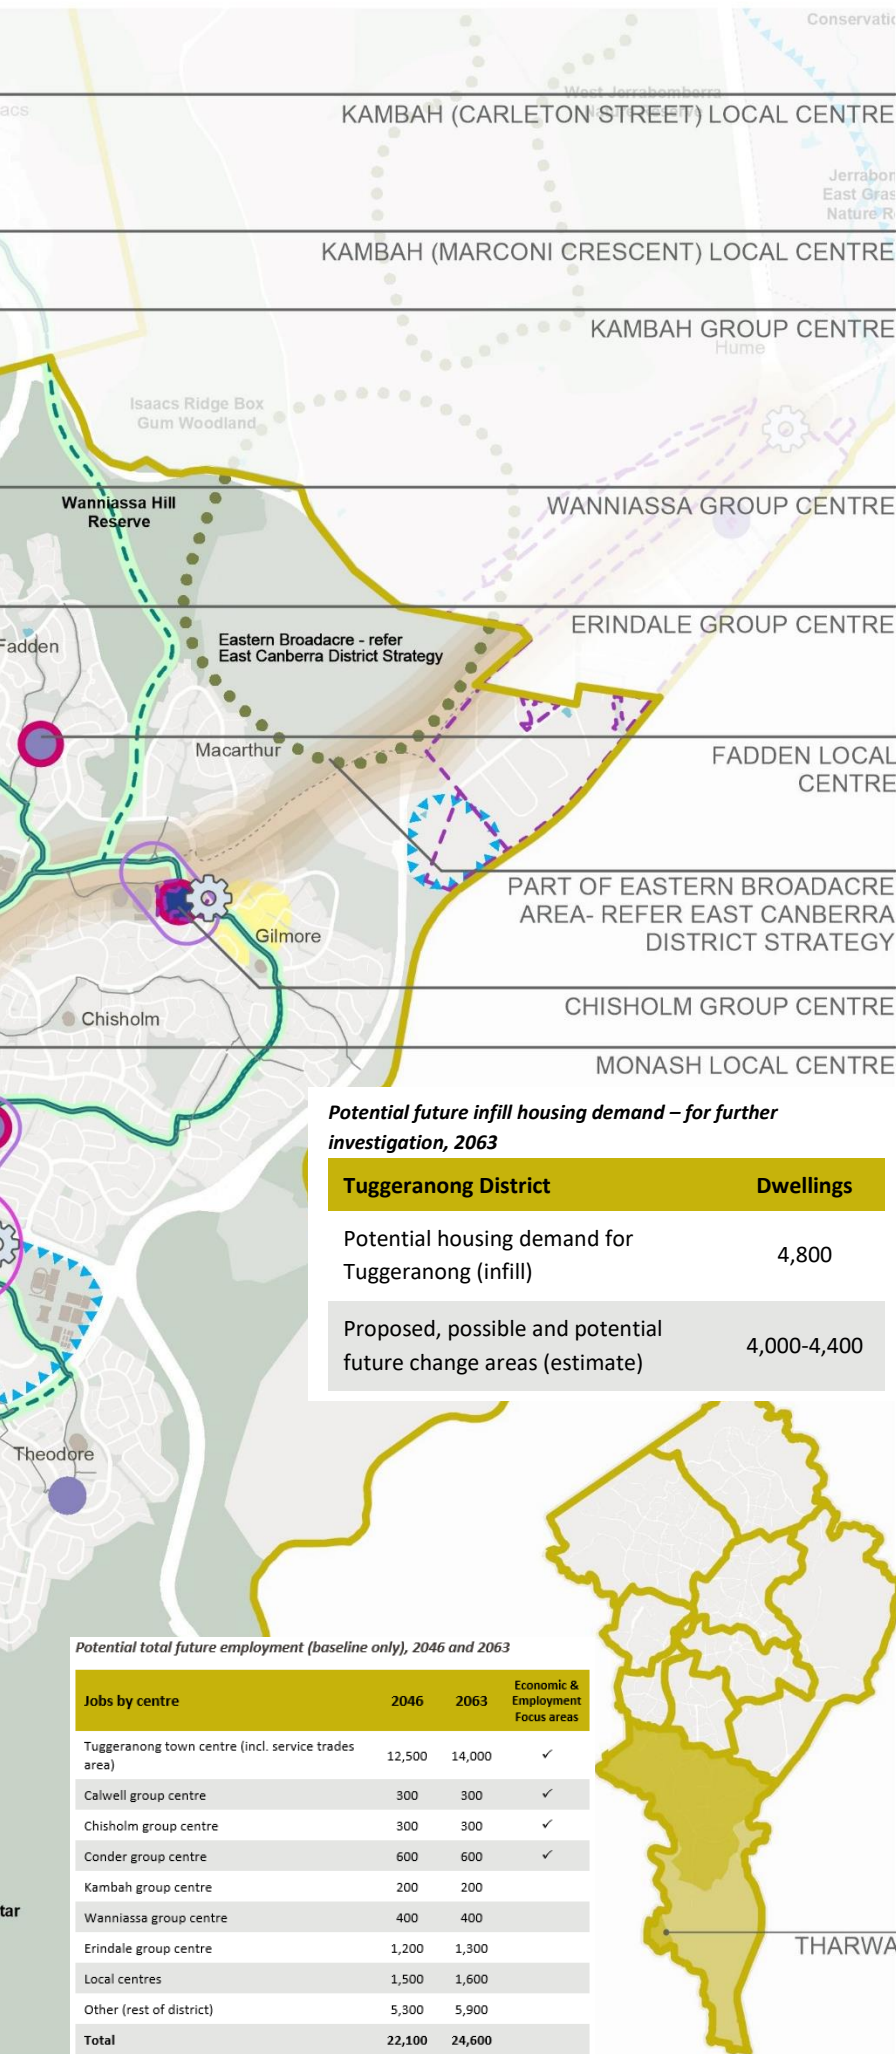 Conservatio
West Jerrabomberra
Nature Reserve
KAMBAH (CARLETON STREET) LOCAL CENTRE
acs
Jerrabon
East Gras
Nature R
KAMBAH (MARCONI CRESCENT) LOCAL CENTRE
KAMBAH GROUP CENTRE
Hume
Isaacs Ridge Box
Gum Woodland
Wanniassa Hill
Reserve
WANNIASSA GROUP CENTRE
ERINDALE GROUP CENTRE
Fadden
Eastern Broadacre - refer
East Canberra District Strategy
Macarthur
FADDEN LOCAL
CENTRE
PART OF EASTERN BROADACRE
AREA- REFER EAST CANBERRA
DISTRICT STRATEGY
Gilmore
CHISHOLM GROUP CENTRE
Chisholm
MONASH LOCAL CENTRE
Potential future infill housing demand – for further
investigation, 2063
Tuggeranong District Dwellings
Potential housing demand for
Tuggeranong (infill) 4,800
Proposed, possible and potential
future change areas (estimate) 4,000-4,400
Theodore
Potential total future employment (baseline only), 2046 and 2063
Jobs by centre 2046 2063 Economic &
Employment
Focus areas
Tuggeranong town centre (incl. service trades
area) 12,500 14,000 ✓
Calwell group centre 300 300 ✓
Chisholm group centre 300 300 ✓
Conder group centre 600 600 ✓
Kambah group centre 200 200
Wanniassa group centre 400 400
Erindale group centre 1,200 1,300
Local centres 1,500 1,600
Other (rest of district) 5,300 5,900
Total 22,100 24,600
tar
THARWA